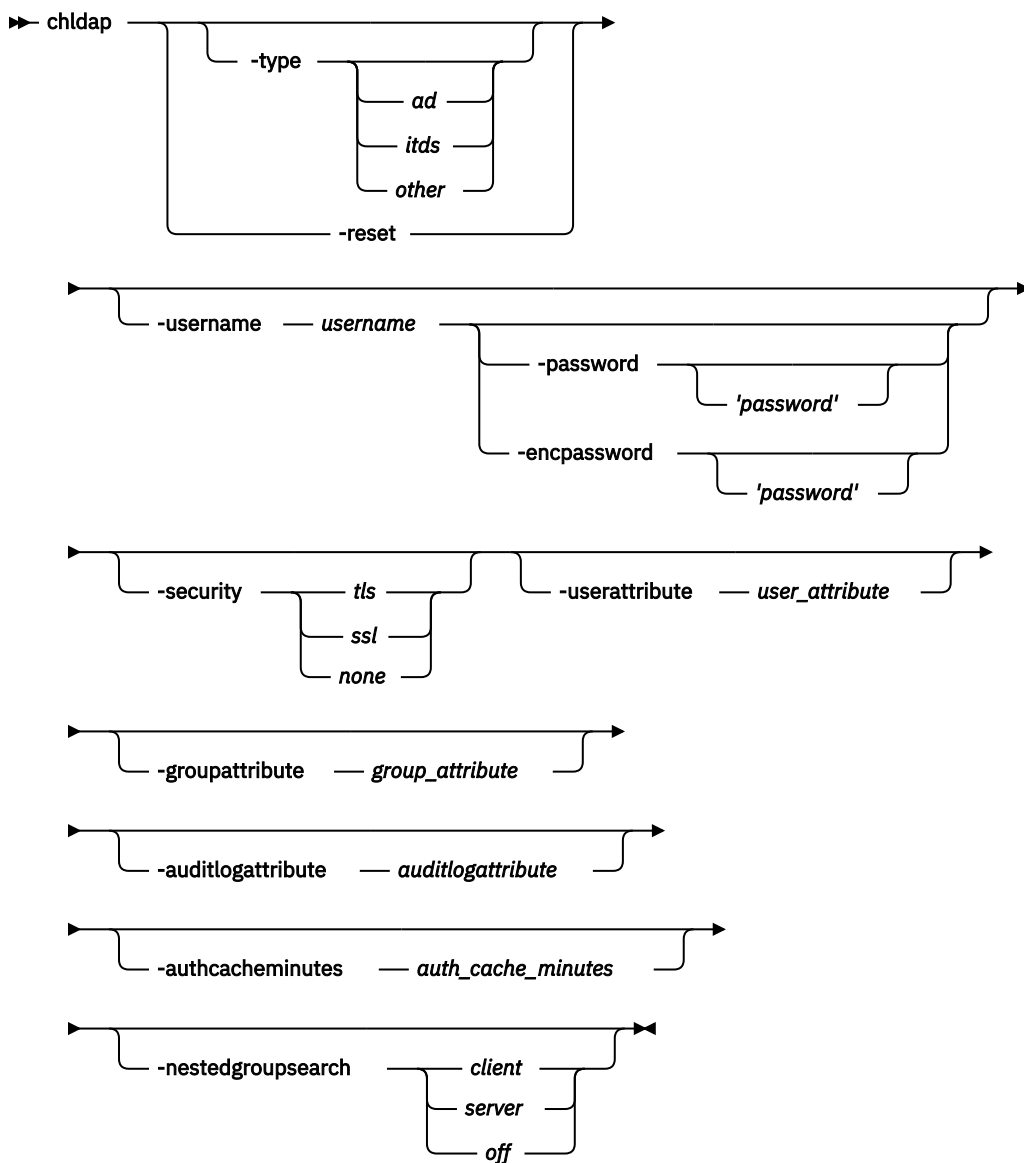 chldap
-type
ad
itds
other
-reset
-username username
-password
'password'
-encpassword
'password'
-security tls -userattribute user_attribute
ssl
none
-groupattribute group_attribute
-auditlogattribute auditlogattribute
-authcacheminutes auth_cache_minutes
-nestedgroupsearch client
server
off